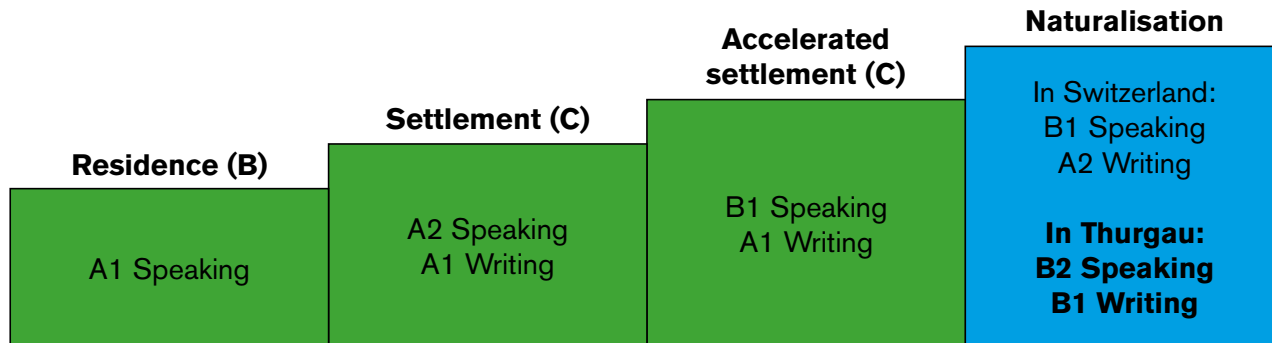 Residence (B)
A1 Speaking
Settlement (C)
A2 Speaking
A1 Writing
Accelerated
settlement (C)
B1 Speaking
A1 Writing
Naturalisation
In Switzerland:
B1 Speaking
A2 Writing
In Thurgau:
B2 Speaking
B1 Writing